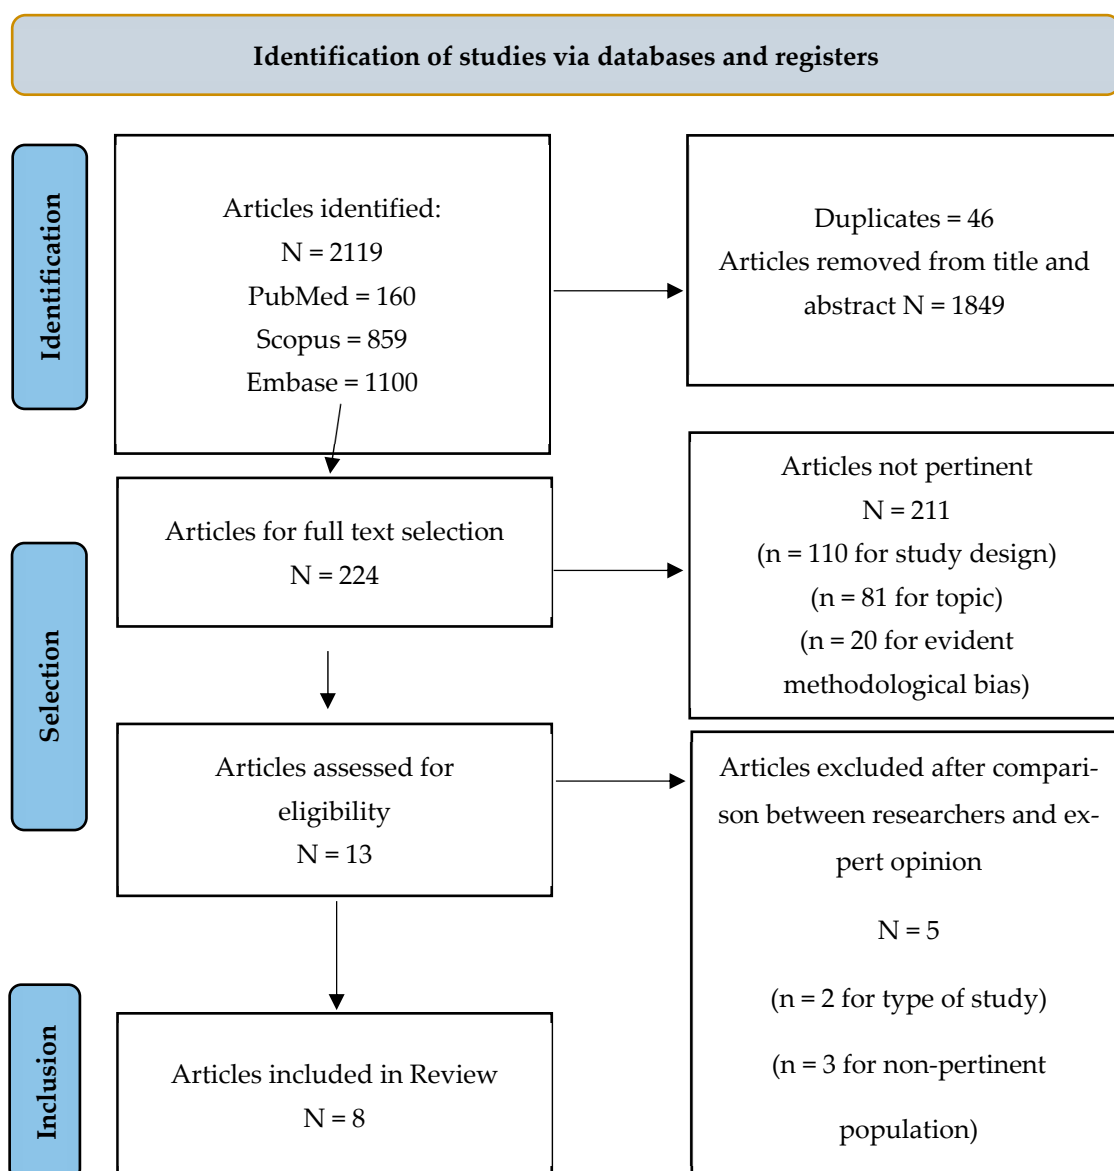 Identification of studies via databases and registers
Identification
Articles identified:
N = 2119
PubMed = 160
Scopus = 859
Embase = 1100
Duplicates = 46
Articles removed from title and
abstract N = 1849
Selection
Articles for full text selection
N = 224
Articles not pertinent
N = 211
(n = 110 for study design)
(n = 81 for topic)
(n = 20 for evident
methodological bias)
Articles assessed for
eligibility
N = 13
Articles excluded after compari-
son between researchers and ex-
pert opinion
N = 5
(n = 2 for type of study)
(n = 3 for non-pertinent
population)
Inclusion
Articles included in Review
N = 8